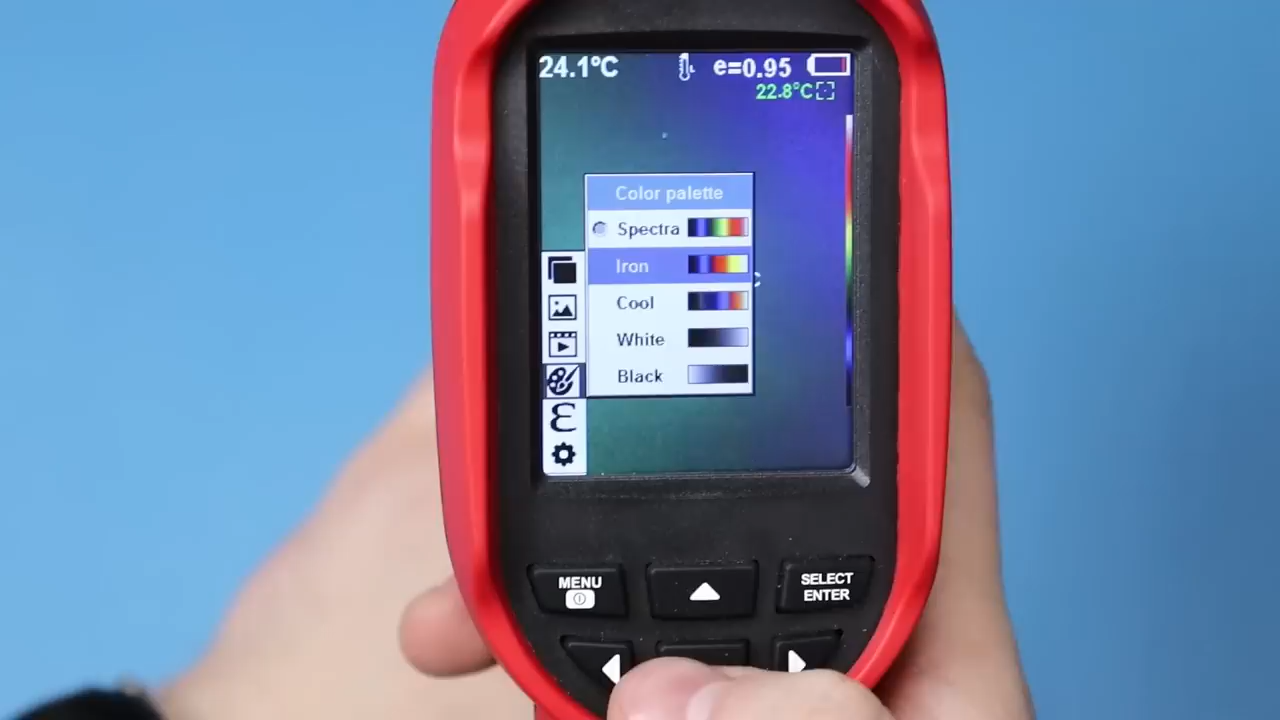 24.1°C e=0.95
22.8°C
Color palette
Spectra
Iron
Cool
White
Black
ε
MENU
SELECT
ENTER